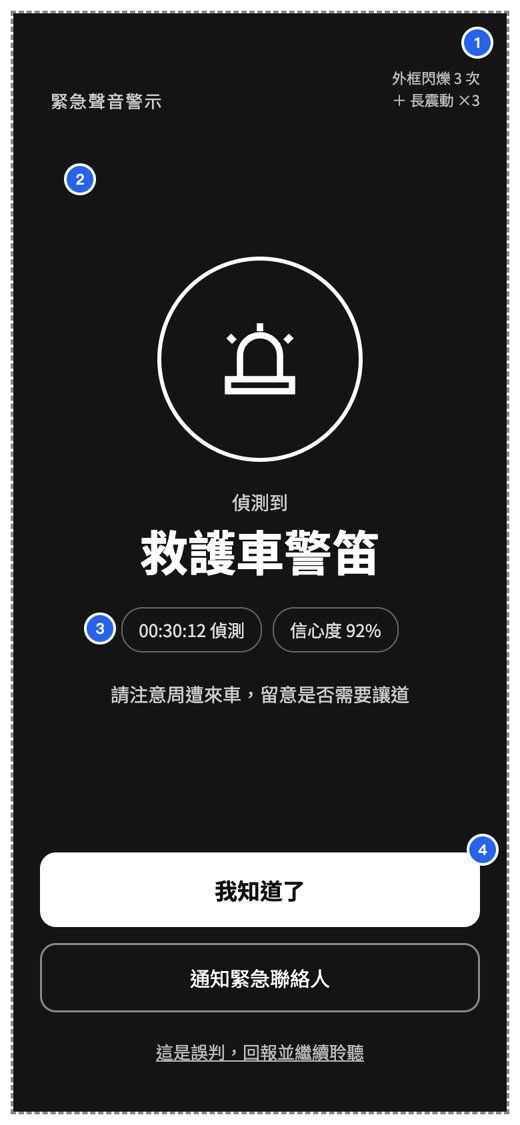 1
外框閃爍 3 次
緊急聲音警示
＋ 長震動 ×3
2
偵測到
救護車警笛
3
00:30:12 偵測
信心度 92%
請注意周遭來車，留意是否需要讓道
4
我知道了
通知緊急聯絡人
這是誤判，回報並繼續聆聽